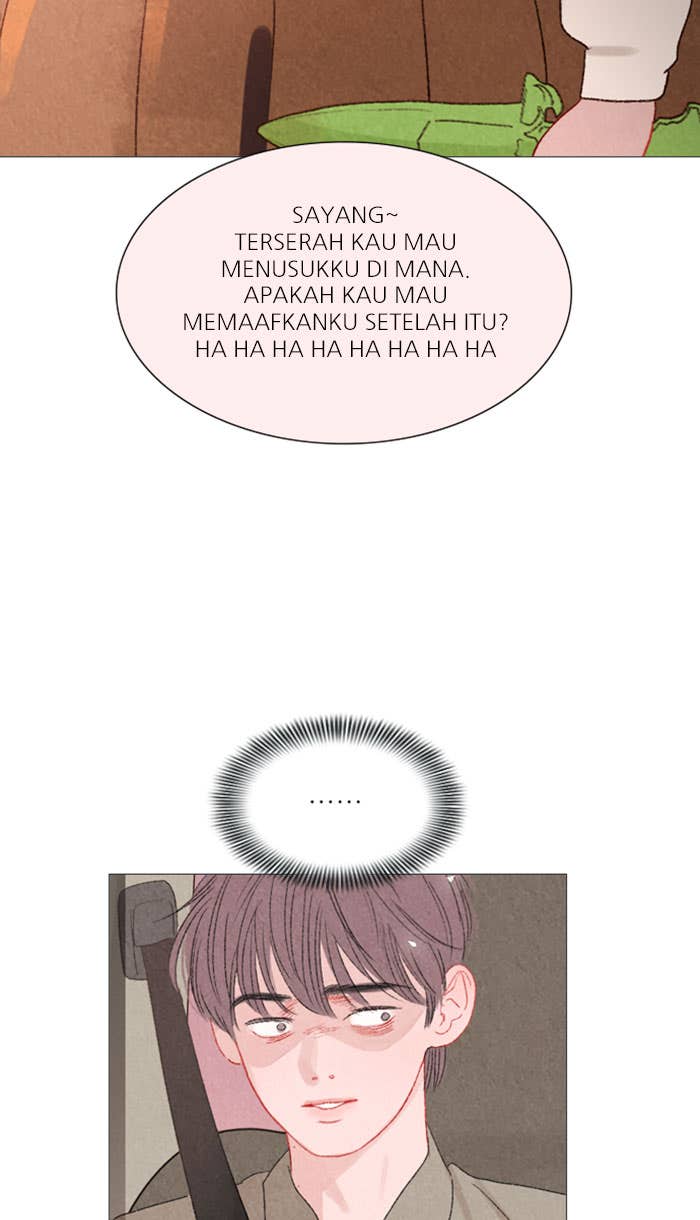 SAYANG~
TERSERAH KAU MAU
MENUSUKKU DI MANA.
APAKAH KAU MAU
MEMAAFKANKU SETELAH ITU?
HA HA HA HA HA HA HA HA
......